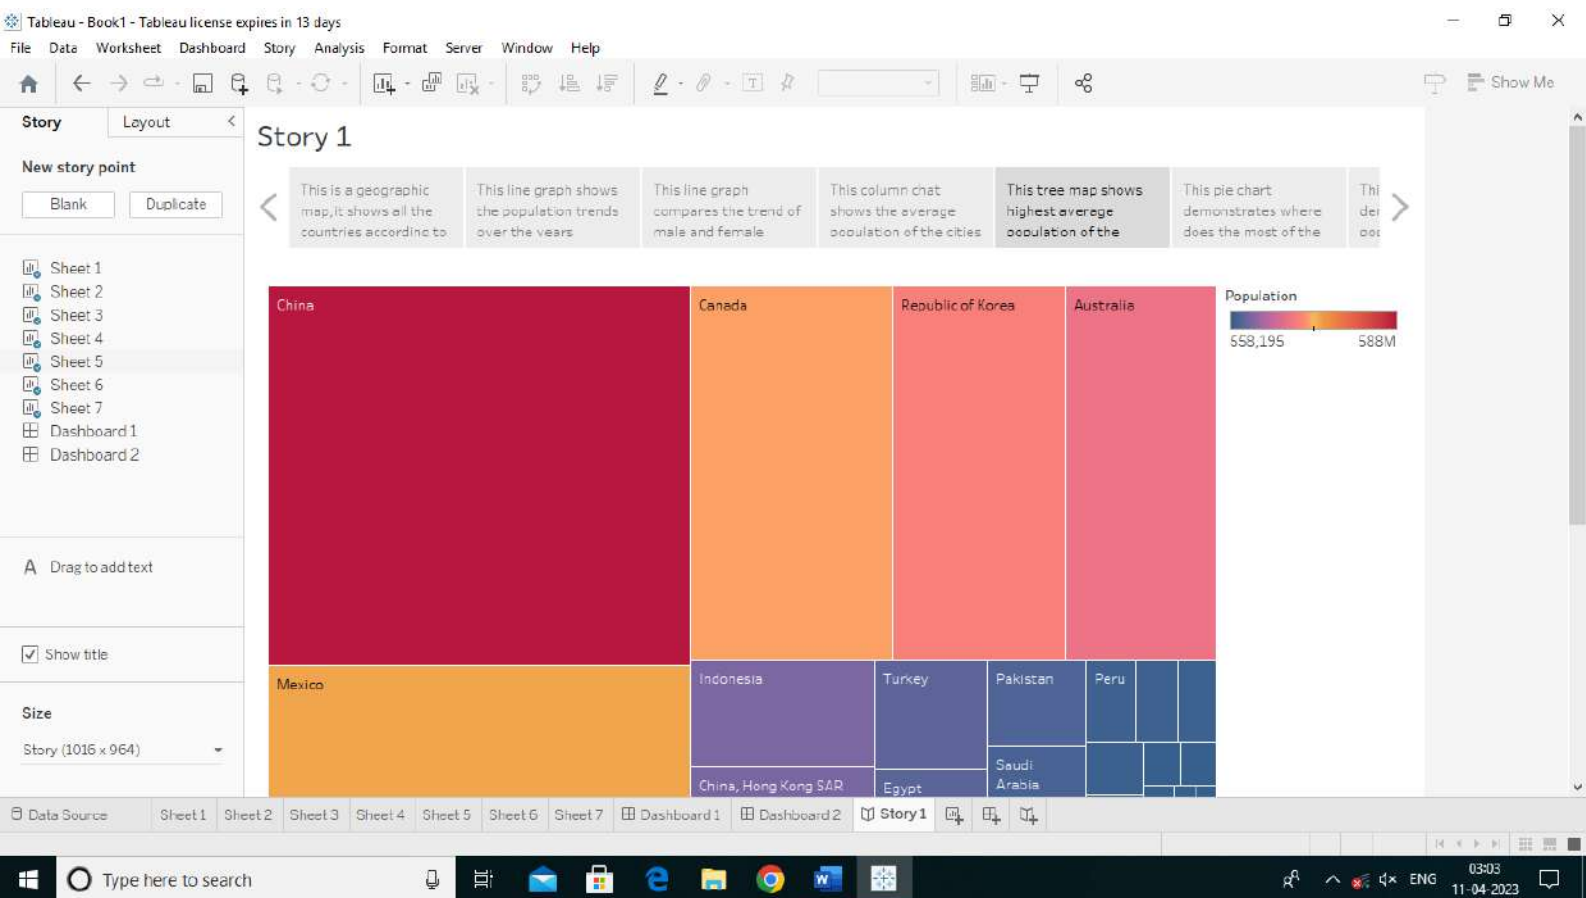 Tableau - Book1 - Tableau license expires in 13 days
File Data Worksheet Dashboard Story Analysis Format Server Window Help
Show Me
Story Layout
New story point
Blank Duplicate
Sheet 1
Sheet 2
Sheet 3
Sheet 4
Sheet 5
Sheet 6
Sheet 7
Dashboard 1
Dashboard 2
A Drag to add text
Show title
Size
Story (1016 x 964)
Story 1
This is a geographic
map,it shows all the
countries according to
This line graph shows
the population trends
over the years
This line graph
compares the trend of
male and female
This column chat
shows the average
population of the cities
This tree map shows
highest average
population of the
This pie chart
demonstrates where
does the most of the
Thi
der
China
Canada
Republic of Korea
Australia
Mexico
Indonesia
Turkey
Pakistan
Peru
China, Hong Kong SAR
Egypt
Saudi
Arabia
Population
558,195 588M
Data Source Sheet 1 Sheet 2 Sheet 3 Sheet 4 Sheet 5 Sheet 6 Sheet 7 Dashboard 1 Dashboard 2 Story 1
Type here to search
ENG
03:03
11-04-2023